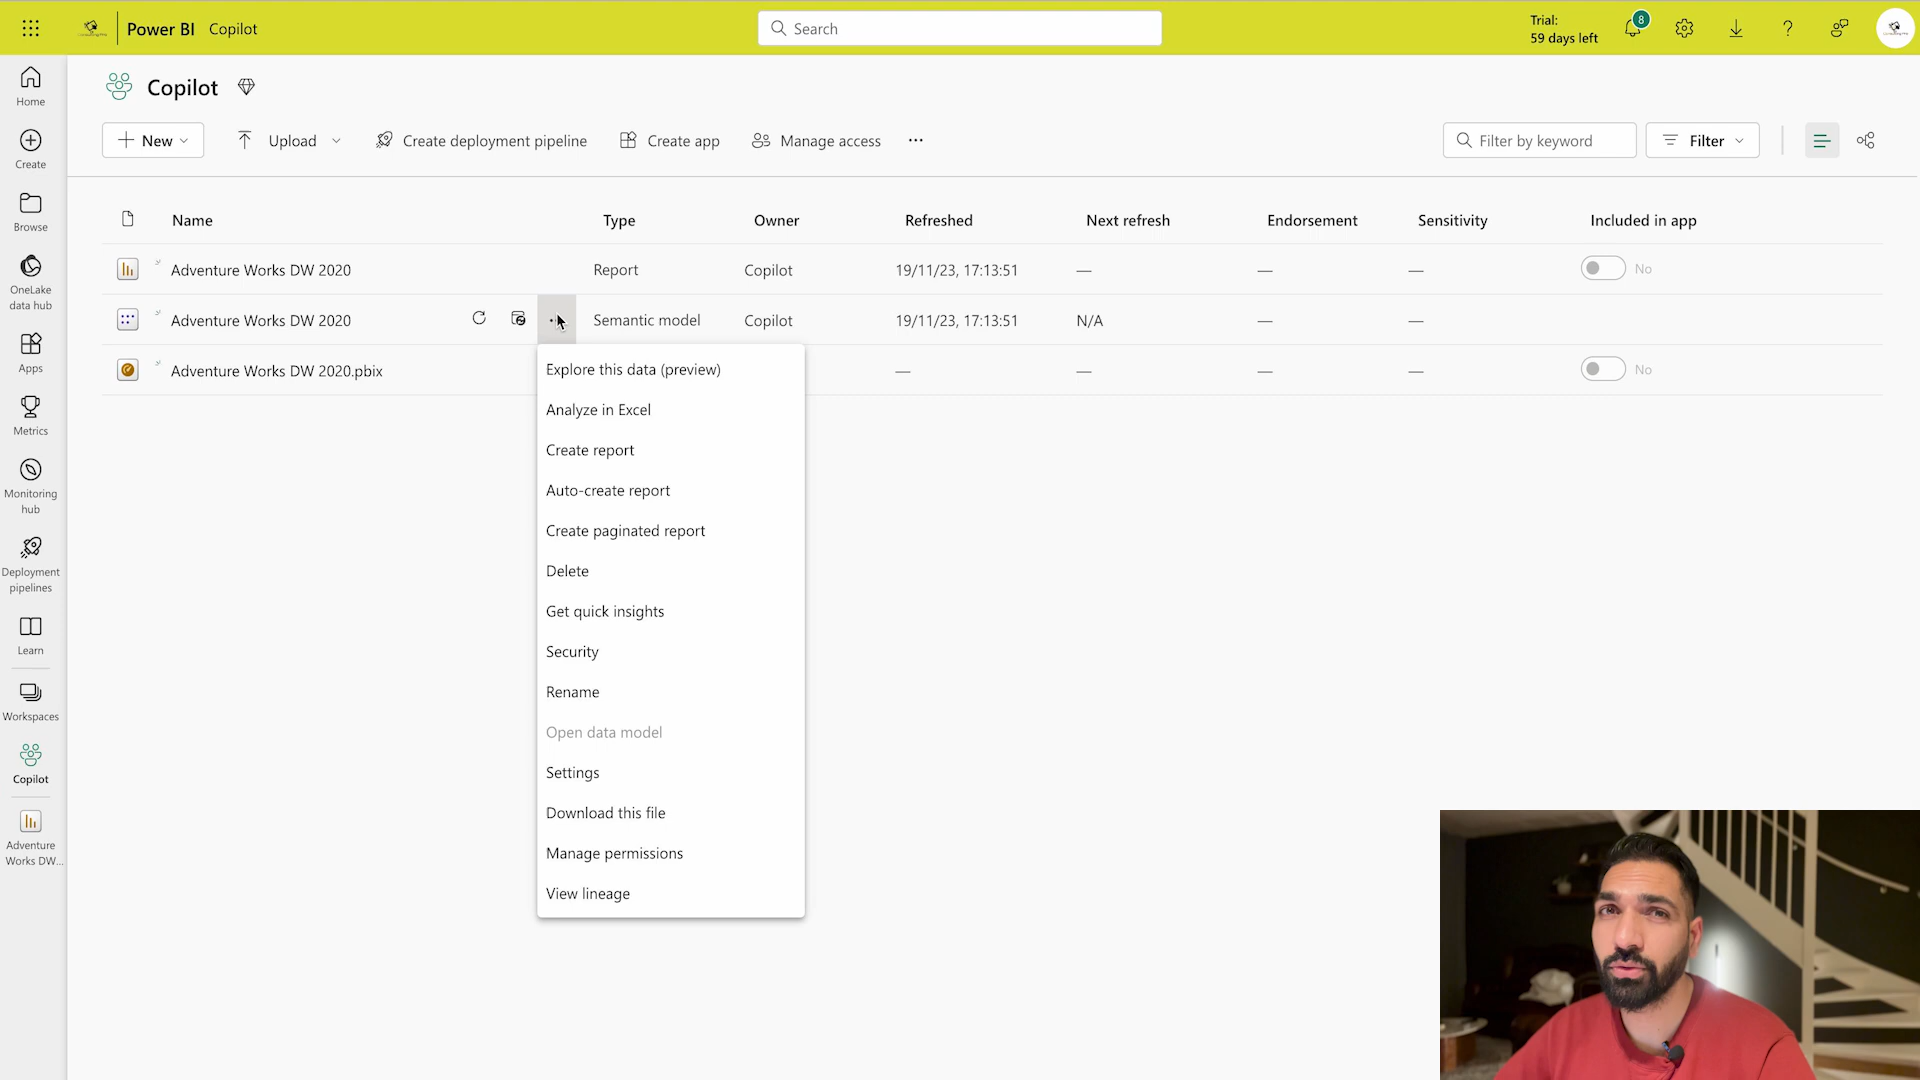 Power BI Copilot
Search
Trial:
59 days left
8
?
Home
Create
Browse
OneLake
data hub
Apps
Metrics
Monitoring
hub
Deployment
pipelines
Learn
Workspaces
Copilot
Adventure
Works DW...
Copilot
New
Upload
Create deployment pipeline
Create app
Manage access
...
Filter by keyword
Filter
Name Type Owner Refreshed Next refresh Endorsement Sensitivity Included in app
Adventure Works DW 2020 Report Copilot 19/11/23, 17:13:51 — — — No
Adventure Works DW 2020 Semantic model Copilot 19/11/23, 17:13:51 N/A — —
Adventure Works DW 2020.pbix — — — — No
Explore this data (preview)
Analyze in Excel
Create report
Auto-create report
Create paginated report
Delete
Get quick insights
Security
Rename
Open data model
Settings
Download this file
Manage permissions
View lineage